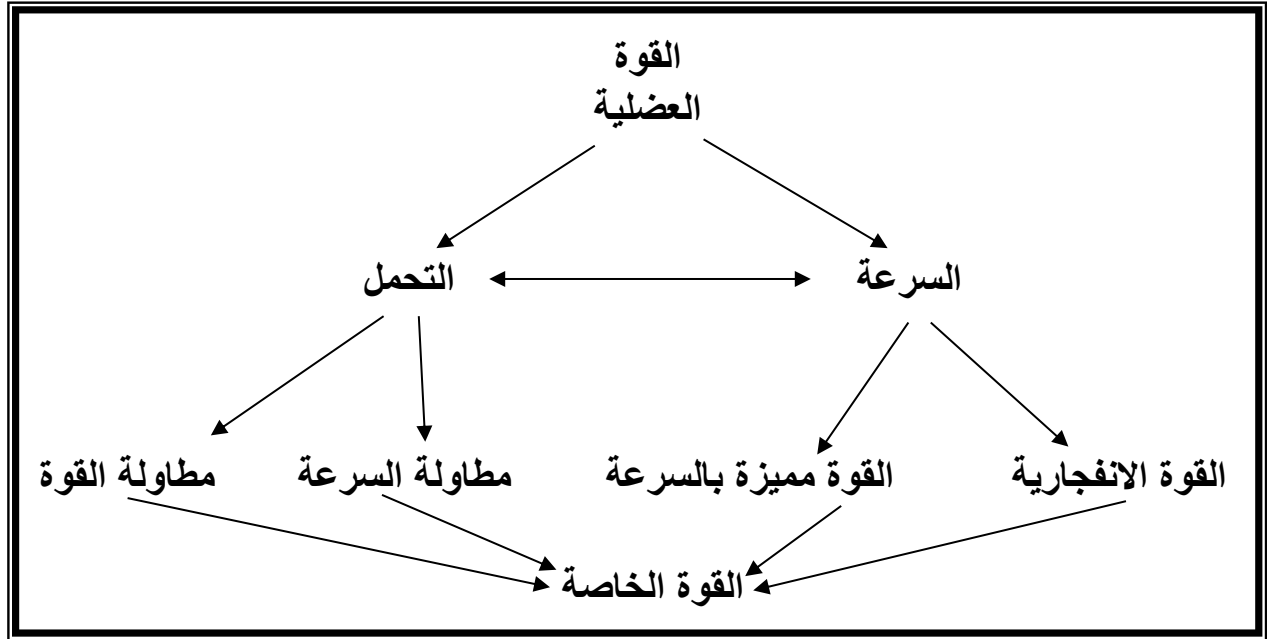 القوة
العضلية
السرعة
التحمل
القوة الانفجارية
القوة مميزة بالسرعة
مطاولة السرعة
مطاولة القوة
القوة الخاصة